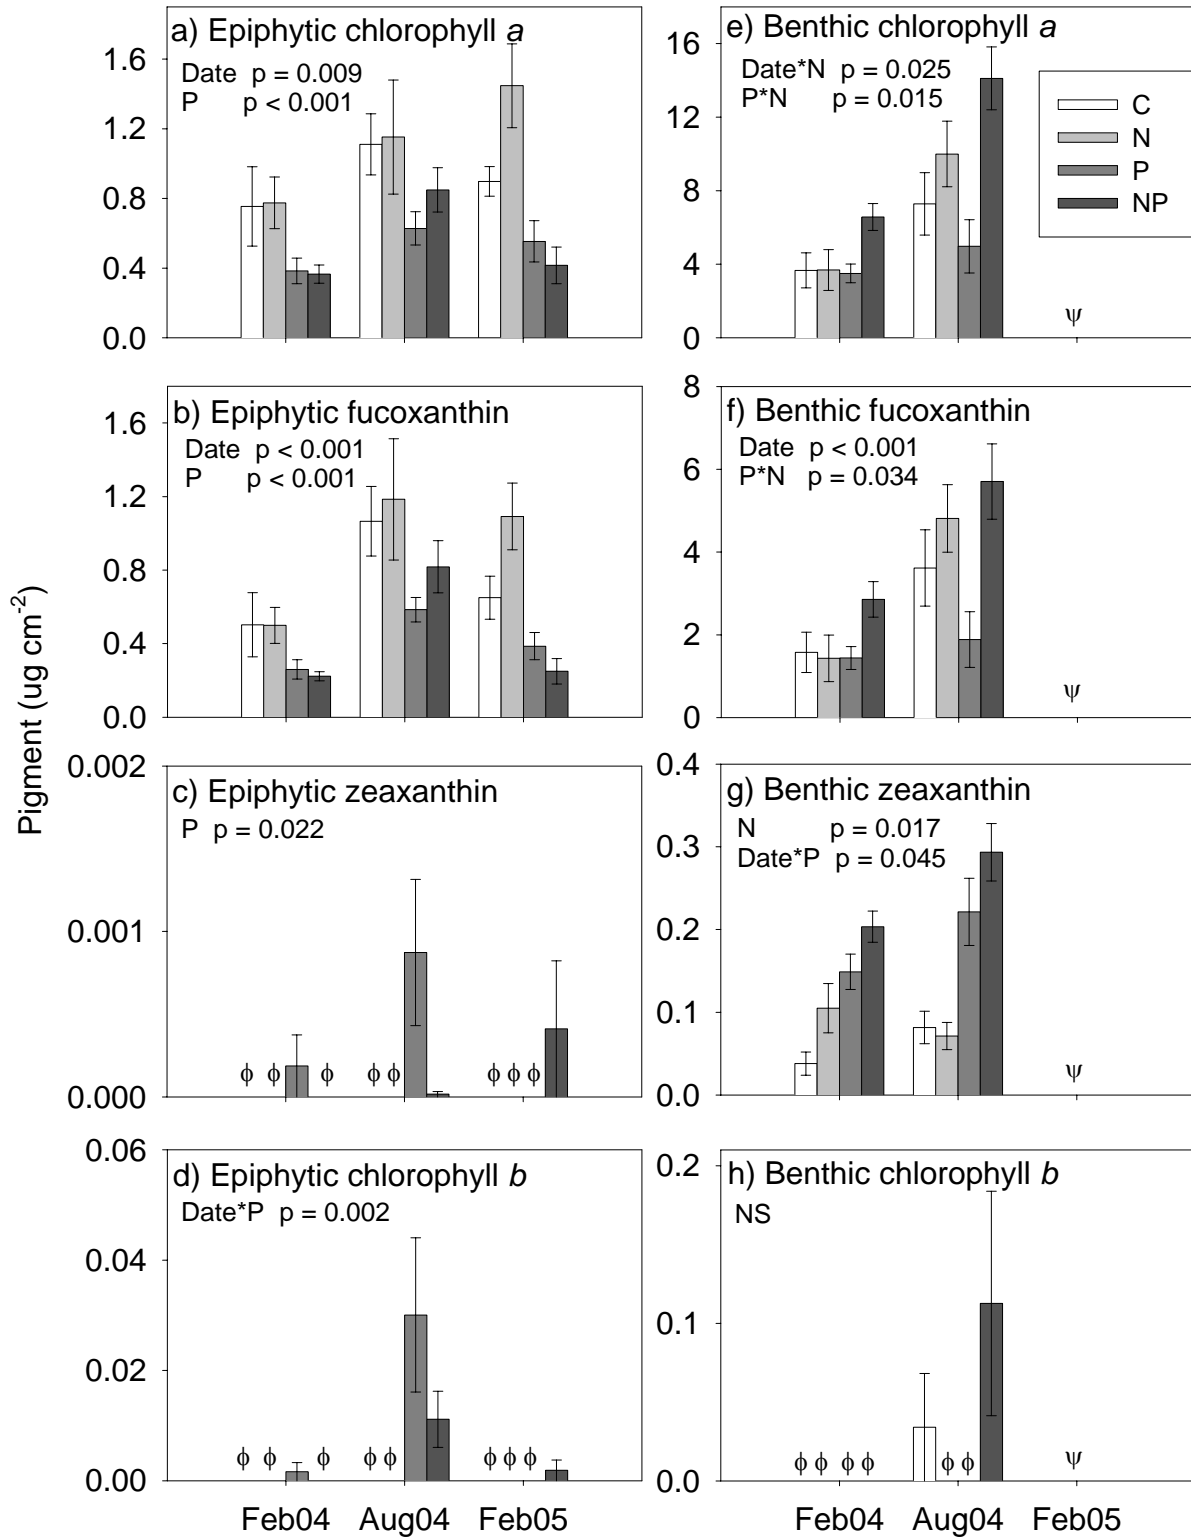 Pigment (ug cm-2)
a) Epiphytic chlorophyll a
Date p = 0.009
P p < 0.001
1.6
1.2
0.8
0.4
0.0
b) Epiphytic fucoxanthin
Date p < 0.001
P p < 0.001
1.6
1.2
0.8
0.4
0.0
c) Epiphytic zeaxanthin
P p = 0.022
0.002
0.001
0.000
ϕ ϕ ϕ ϕ ϕ ϕ ϕ ϕ
d) Epiphytic chlorophyll b
Date*P p = 0.002
0.06
0.04
0.02
0.00
ϕ ϕ ϕ ϕ ϕ ϕ ϕ ϕ
Feb04 Aug04 Feb05
e) Benthic chlorophyll a
Date*N p = 0.025
P*N p = 0.015
C
N
P
NP
16
12
8
4
0
ψ
f) Benthic fucoxanthin
Date p < 0.001
P*N p = 0.034
8
6
4
2
0
ψ
g) Benthic zeaxanthin
N p = 0.017
Date*P p = 0.045
0.4
0.3
0.2
0.1
0.0
ψ
h) Benthic chlorophyll b
NS
0.2
0.1
0.0
ϕ ϕ ϕ ϕ ϕ ϕ ψ
Feb04 Aug04 Feb05